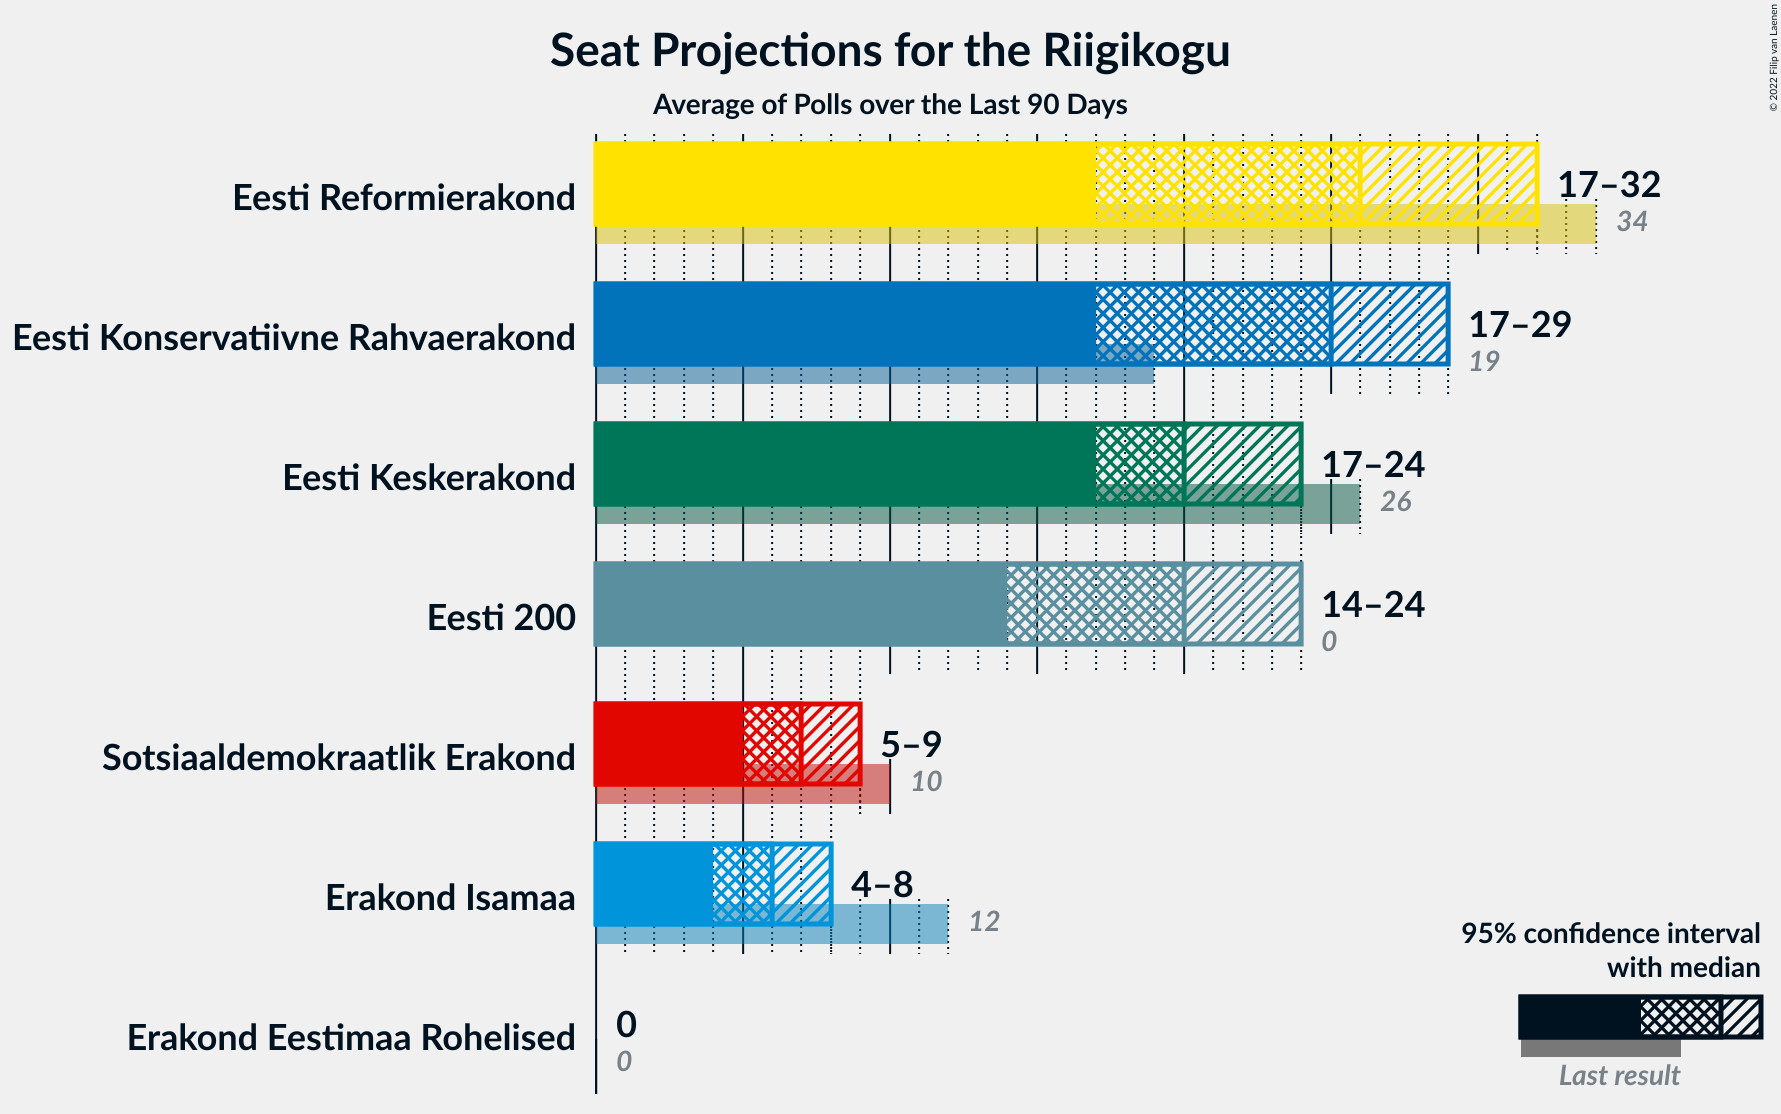 Seat Projections for the Riigikogu
Average of Polls over the Last 90 Days
© 2022 Filip van Laenen
Eesti Reformierakond
17–32
34
Eesti Konservatiivne Rahvaerakond
17–29
19
Eesti Keskerakond
17–24
26
Eesti 200
14–24
0
Sotsiaaldemokraatlik Erakond
5–9
10
Erakond Isamaa
4–8
12
Erakond Eestimaa Rohelised
0
0
95% confidence interval
with median
Last result